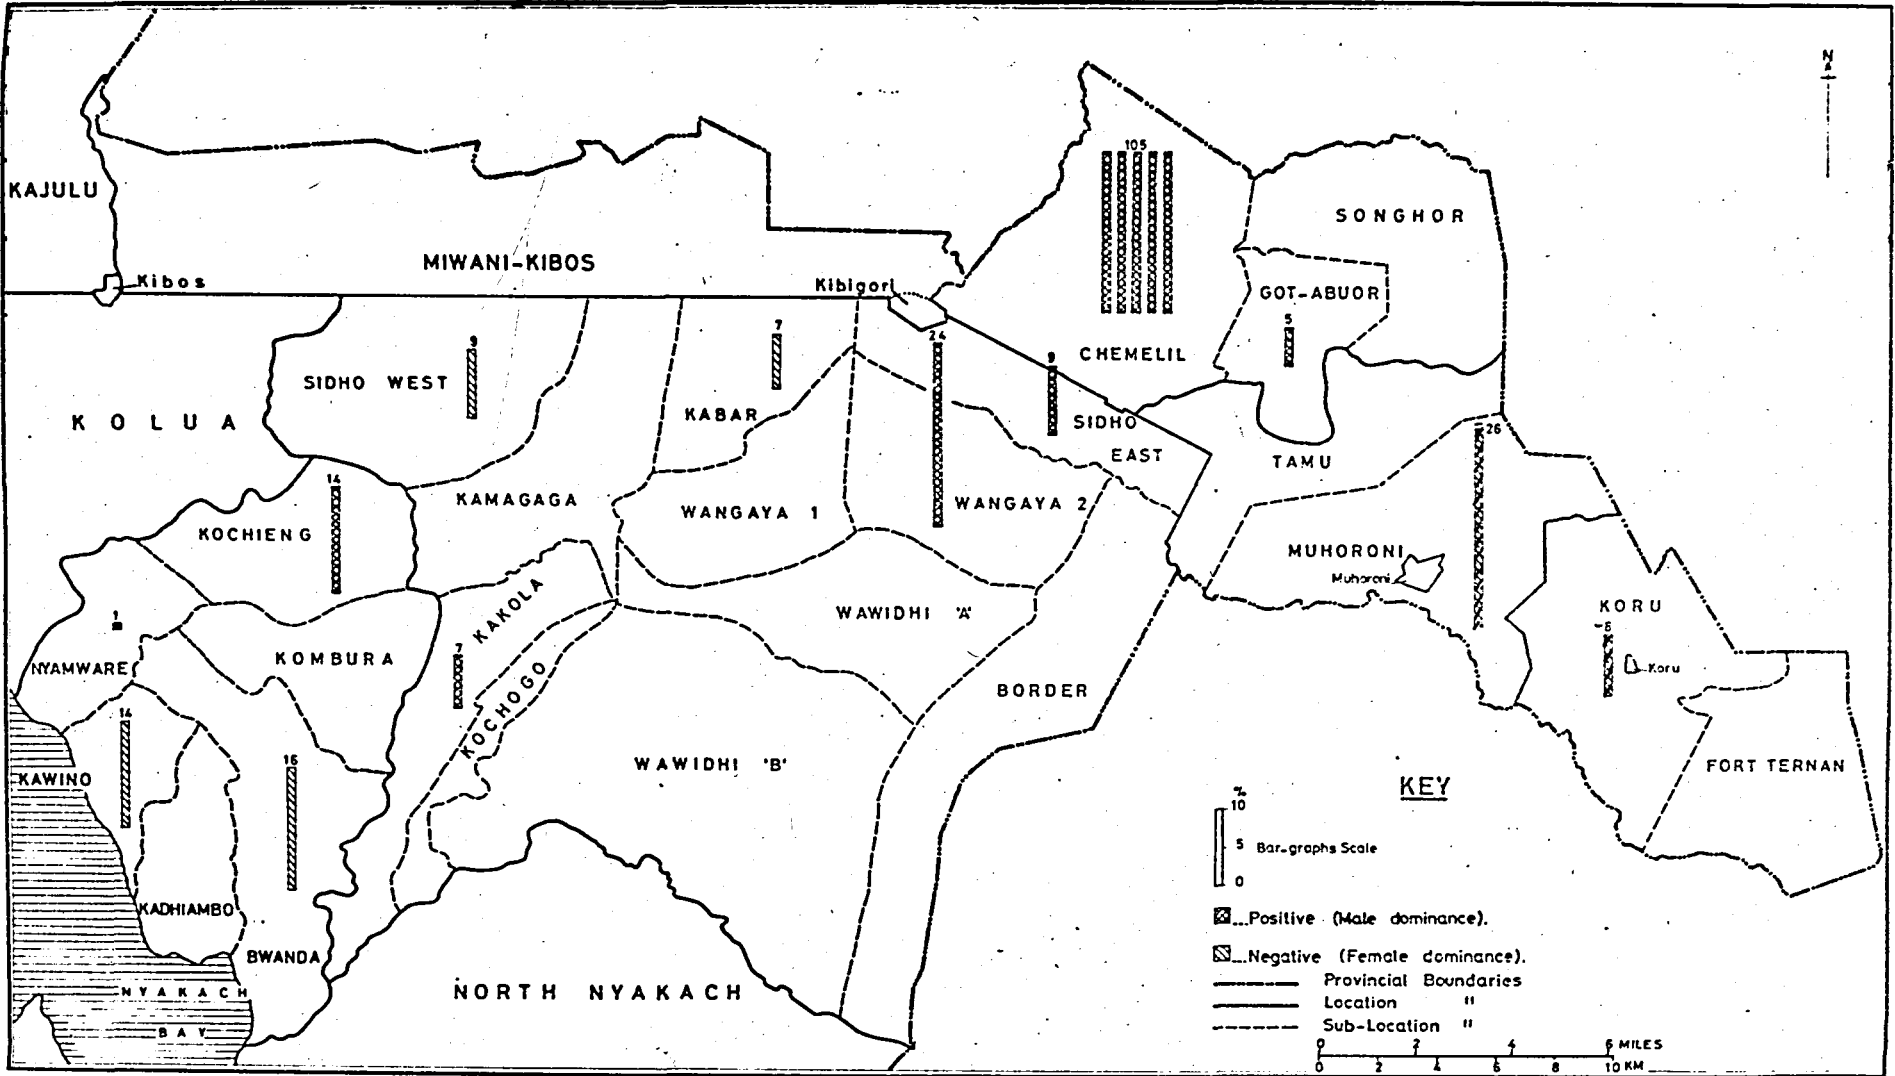 N
105
KAJULU
SONGHOR
MIWANI-KIBOS
Kibos
Kibigori
GOT-ABUOR
5
7
24
9
9
CHEMELIL
SIDHO WEST
KABAR
SIDHO
EAST
KOLUA
TAMU
26
14
KAMAGAGA
WANGAYA 1
WANGAYA 2
KOCHIENG
MUHORONI
Muhoroni
KAKOLA
WAWIDHI 'A'
KORU
1
7
KOMBURA
Koru
NYAMWARE
KOCHOGO
BORDER
14
16
WAWIDHI 'B'
FORT TERNAN
KAWINO
KEY
%
10
5 Bar-graphs Scale
0
KADHIAMBO
Positive (Male dominance).
BWANDA
Negative (Female dominance).
Provincial Boundaries
NYAKACH
BAY
NORTH NYAKACH
Location "
Sub-Location "
0 2 4 6 MILES
0 2 4 6 8 10 KM